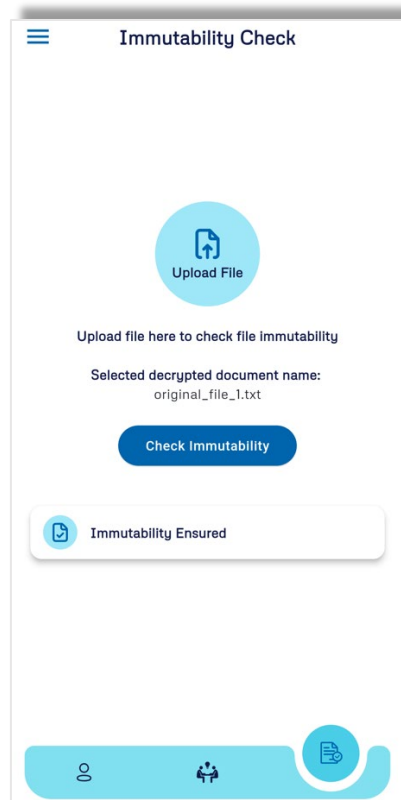 Immutability Check
Upload File
Upload file here to check file immutability
Selected decrypted document name:
original_file_1.txt
Check Immutability
Immutability Ensured